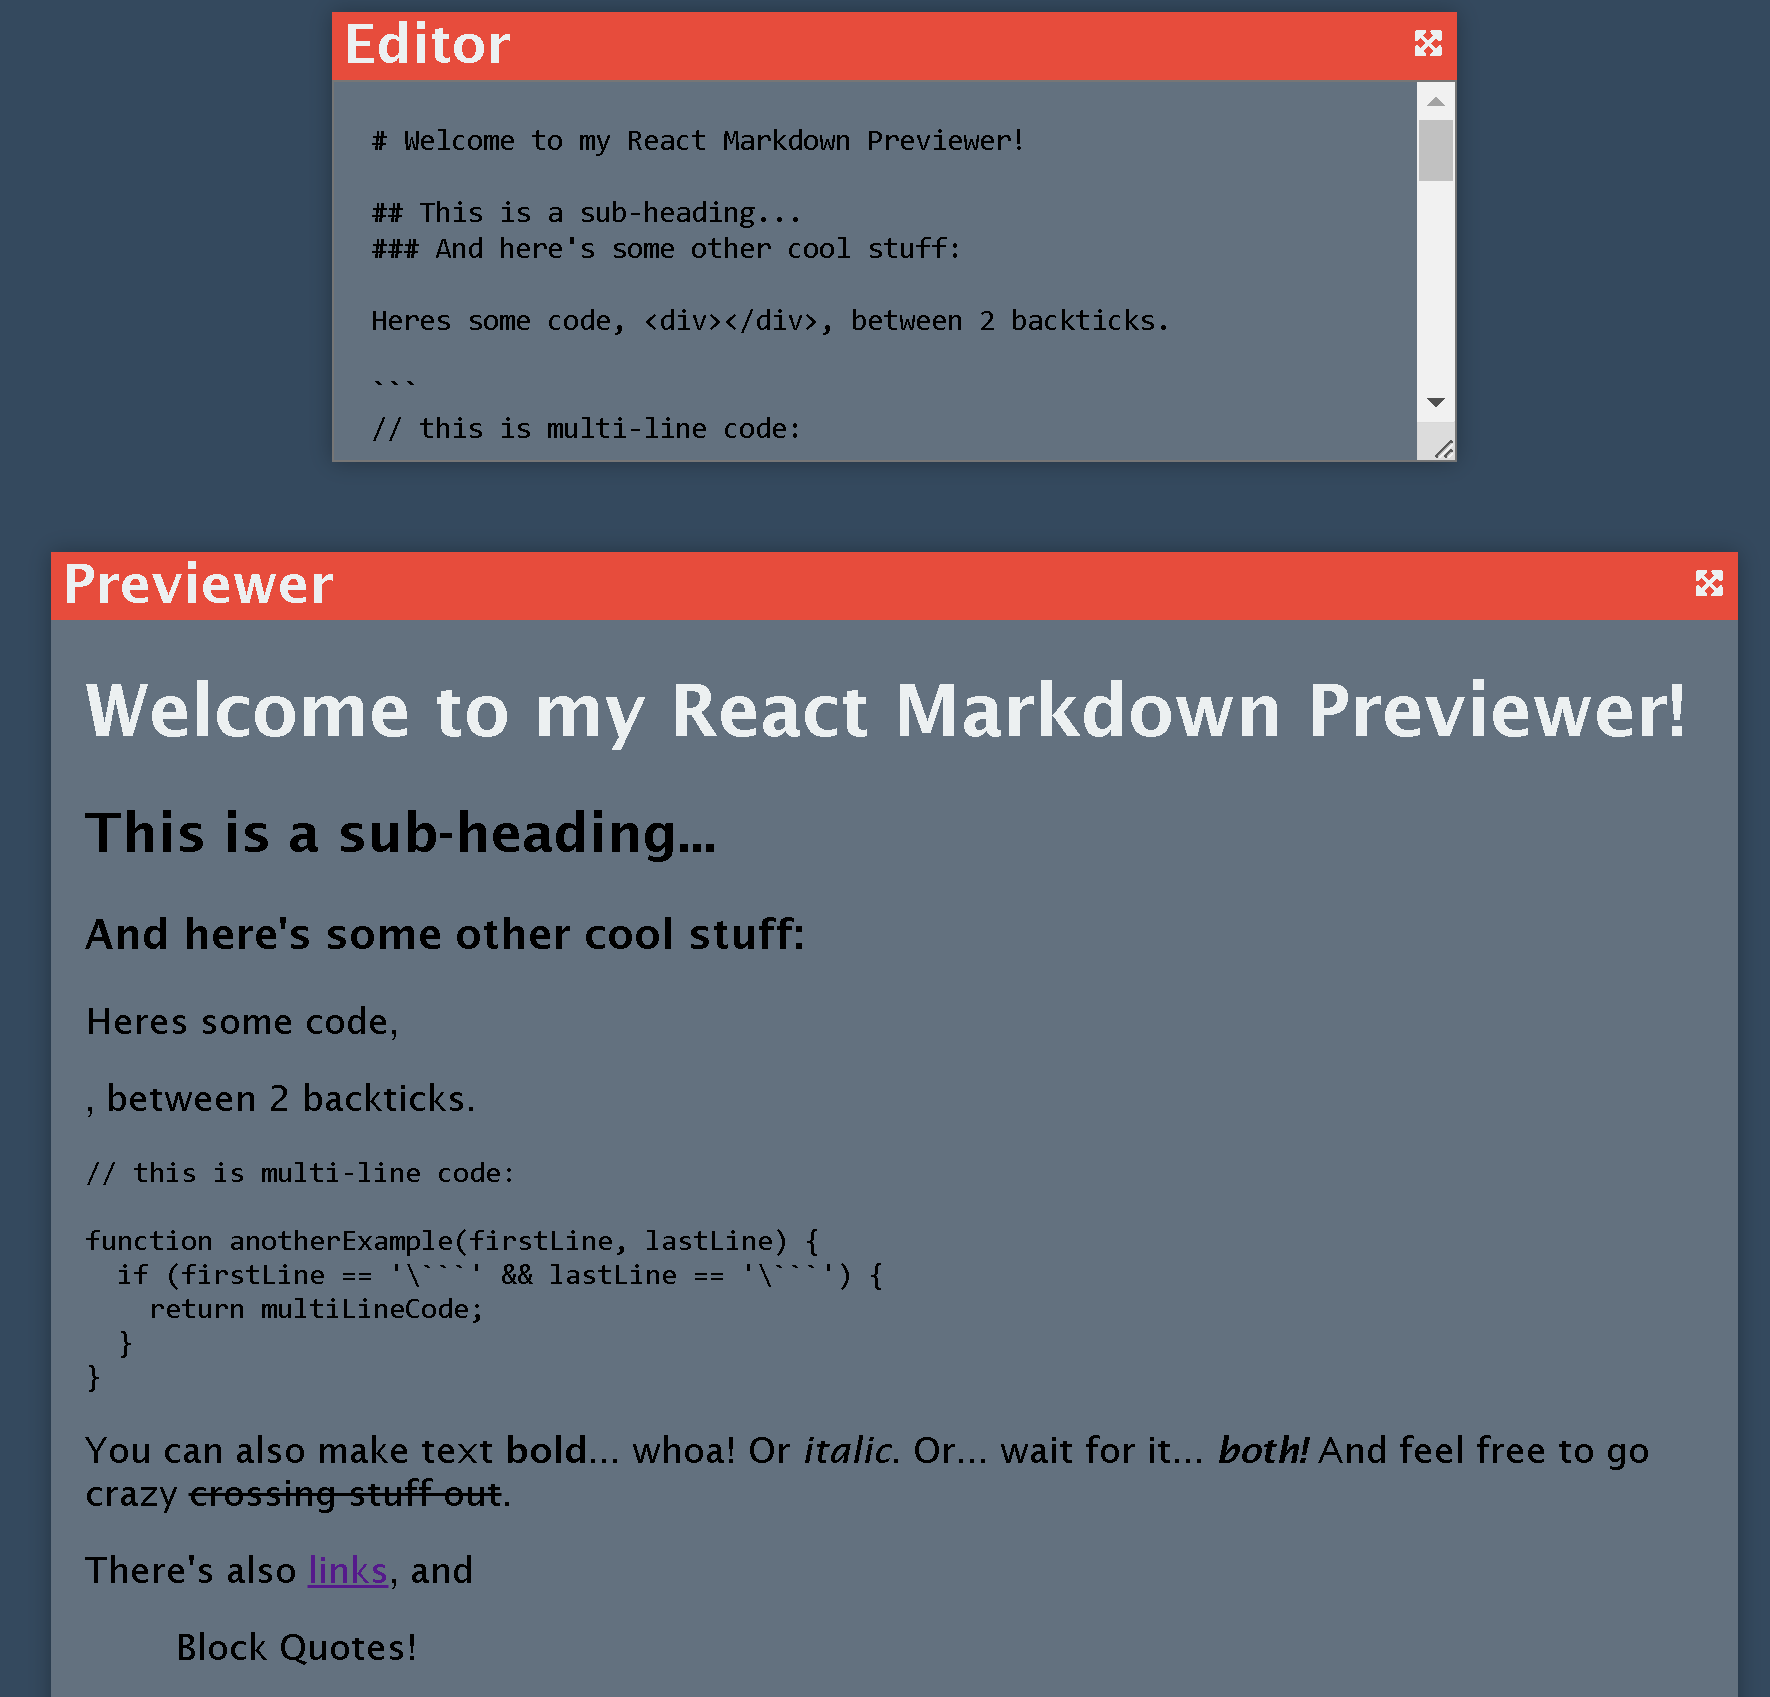 Editor
# Welcome to my React Markdown Previewer!
## This is a sub-heading...
### And here's some other cool stuff:
Heres some code, <div></div>, between 2 backticks.
```
// this is multi-line code:
Previewer
Welcome to my React Markdown Previewer!
This is a sub-heading...
And here's some other cool stuff:
Heres some code,
, between 2 backticks.
// this is multi-line code:
function anotherExample(firstLine, lastLine) {
  if (firstLine == '\```' && lastLine == '\```') {
    return multiLineCode;
  }
}
You can also make text bold... whoa! Or italic. Or... wait for it... both! And feel free to go
crazy crossing stuff out.
There's also links, and
Block Quotes!